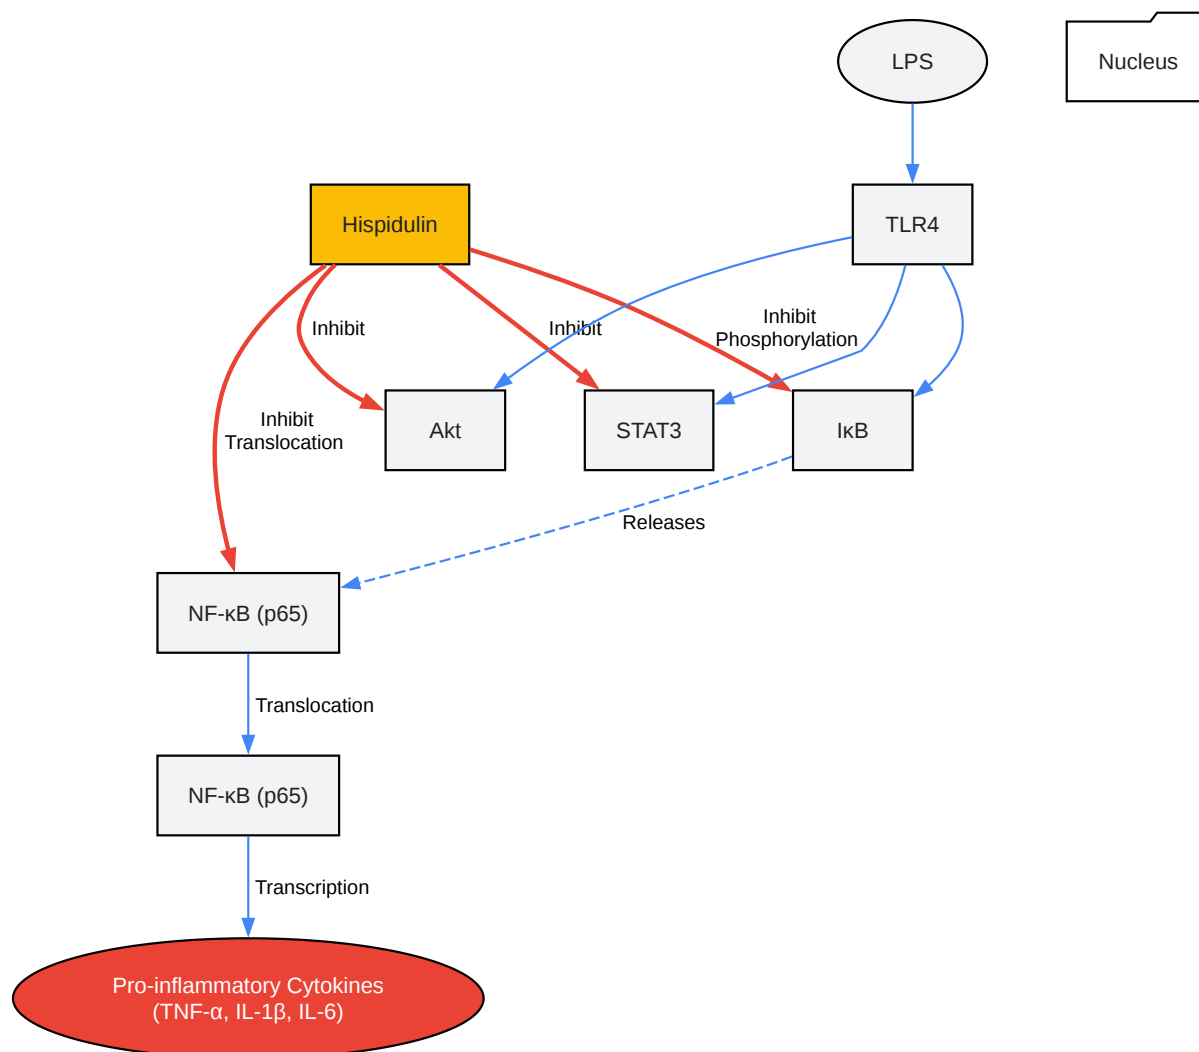 LPS
Nucleus
Hispidulin
TLR4
Inhibit
Inhibit
Inhibit
Phosphorylation
Inhibit
Translocation
Akt
STAT3
IκB
Releases
NF-κB (p65)
Translocation
NF-κB (p65)
Transcription
Pro-inflammatory Cytokines
(TNF-α, IL-1β, IL-6)